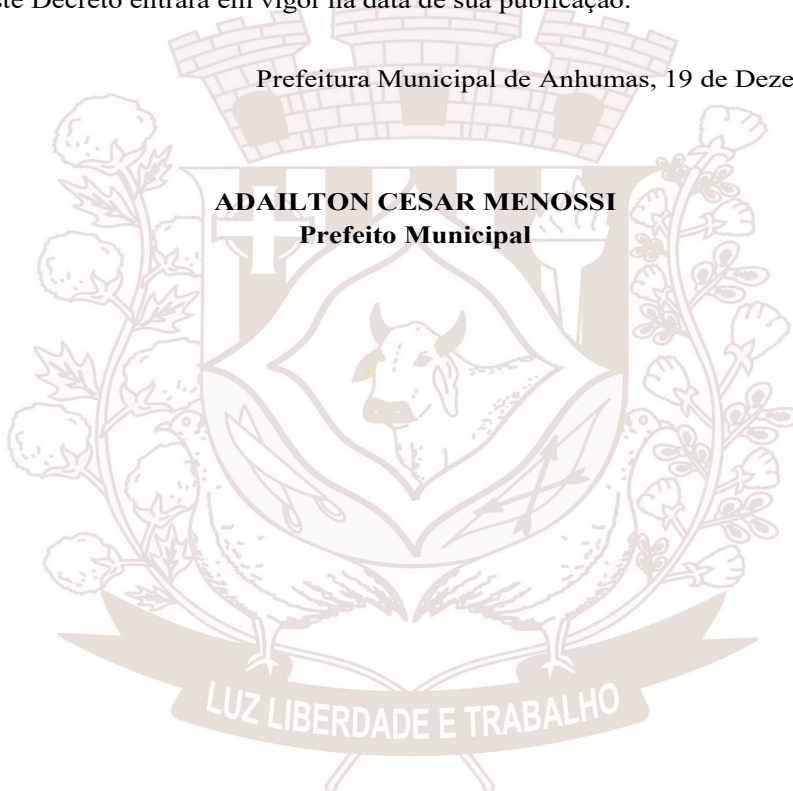 ste Decreto entrará em vigor na data de sua publicação.
Prefeitura Municipal de Anhumas, 19 de Deze
ADAILTON CESAR MENOSSI
Prefeito Municipal
LUZ LIBERDADE E TRABALHO